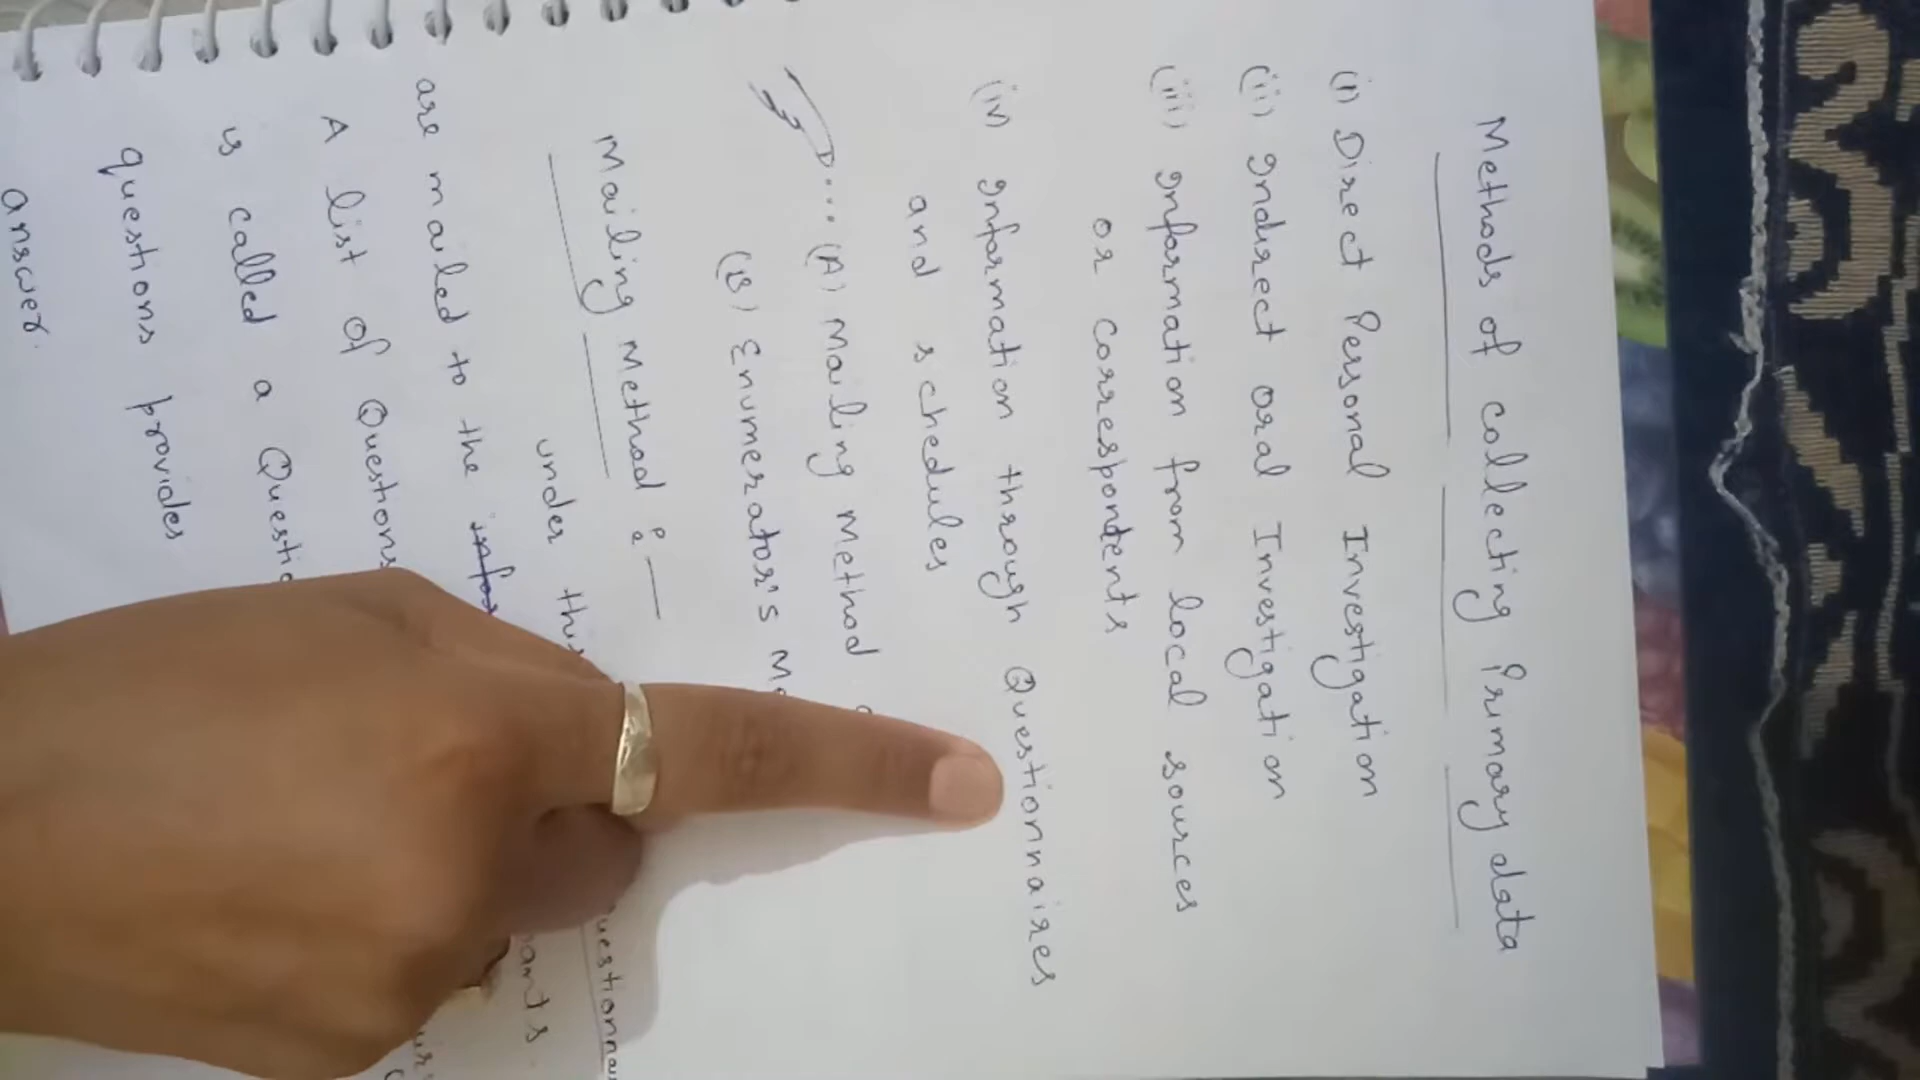 Methods of collecting Primary data
(i) Direct Personal Investigation
(ii) Indirect oral Investigation
(iii) Information from local sources
or correspondents
(iv) Information through Questionnaires
and schedules
(A) Mailing Method
(B) Enumerator's
Mailing Method :-
under
are mailed to the
A list of Questions
is called a
questions provides
answer.